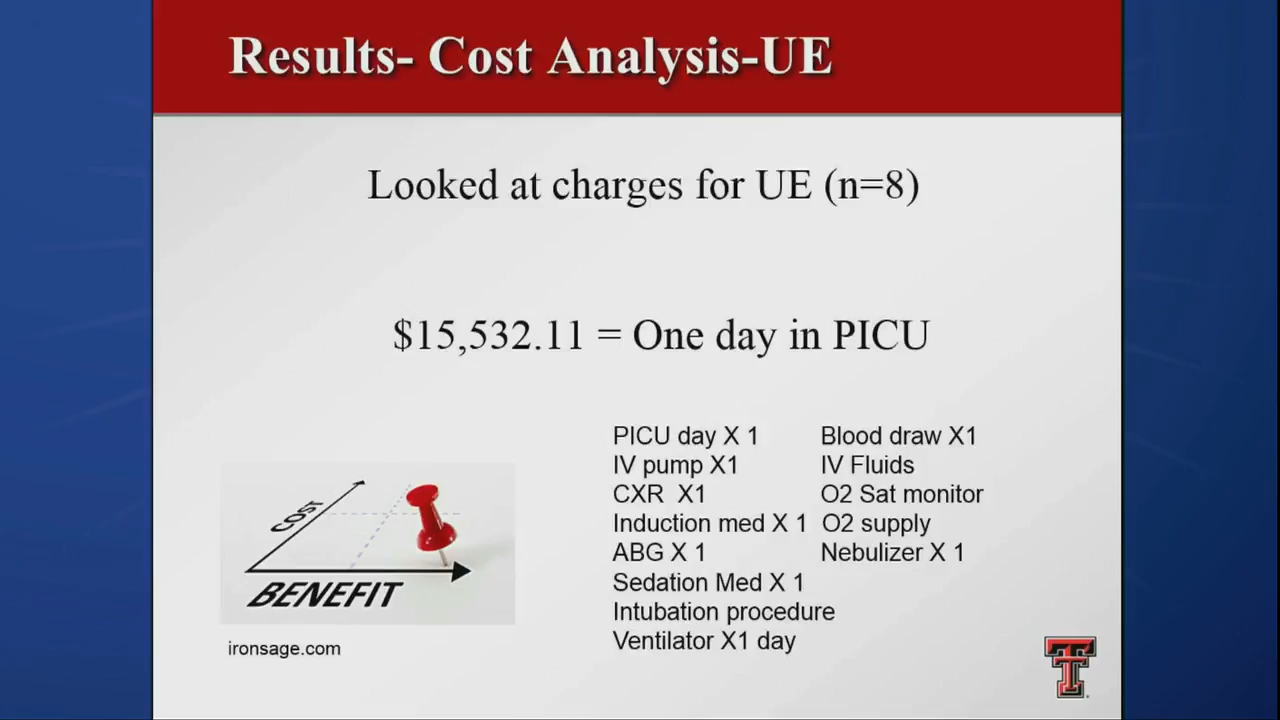 Results- Cost Analysis-UE
Looked at charges for UE (n=8)
$15,532.11 = One day in PICU
PICU day X 1
IV pump X1
CXR  X1
Induction med X 1
ABG X 1
Sedation Med X 1
Intubation procedure
Ventilator X1 day
Blood draw X1
IV Fluids
O2 Sat monitor
O2 supply
Nebulizer X 1
COST
BENEFIT
ironsage.com
T